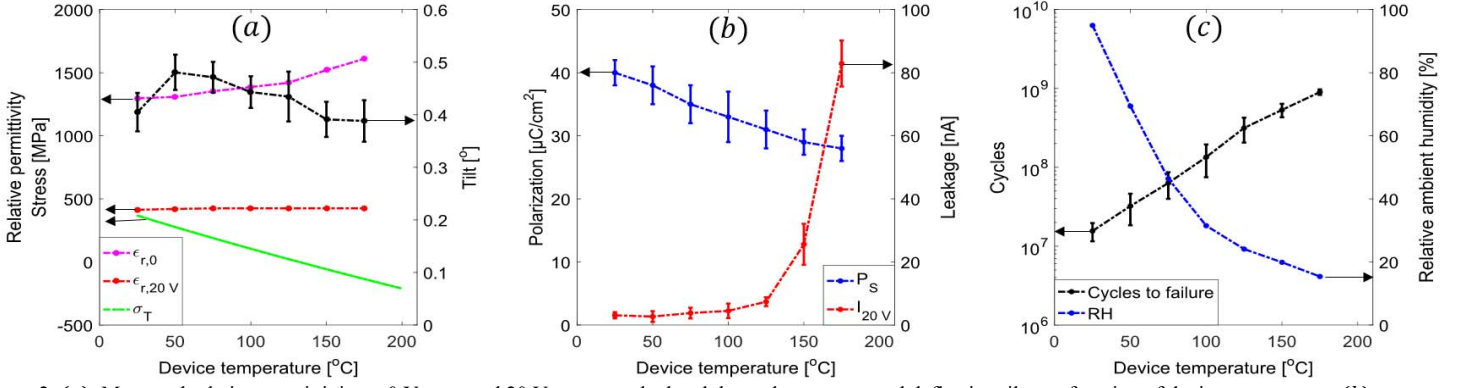 (a)
2000
1500
1000
500
0
-500
Relative permittivity
Stress [MPa]
0.6
0.5
0.4
0.3
0.2
0.1
0
Tilt [°]
ϵr,0
ϵr,20 V
σT
0 50 100 150 200
Device temperature [°C]
(b)
50
40
30
20
10
0
Polarization [µC/cm²]
100
80
60
40
20
0
Leakage [nA]
PS
I20 V
0 50 100 150 200
Device temperature [°C]
(c)
10¹⁰
10⁹
10⁸
10⁷
10⁶
Cycles
100
80
60
40
20
0
Relative ambient humidity [%]
Cycles to failure
RH
0 50 100 150 200
Device temperature [°C]